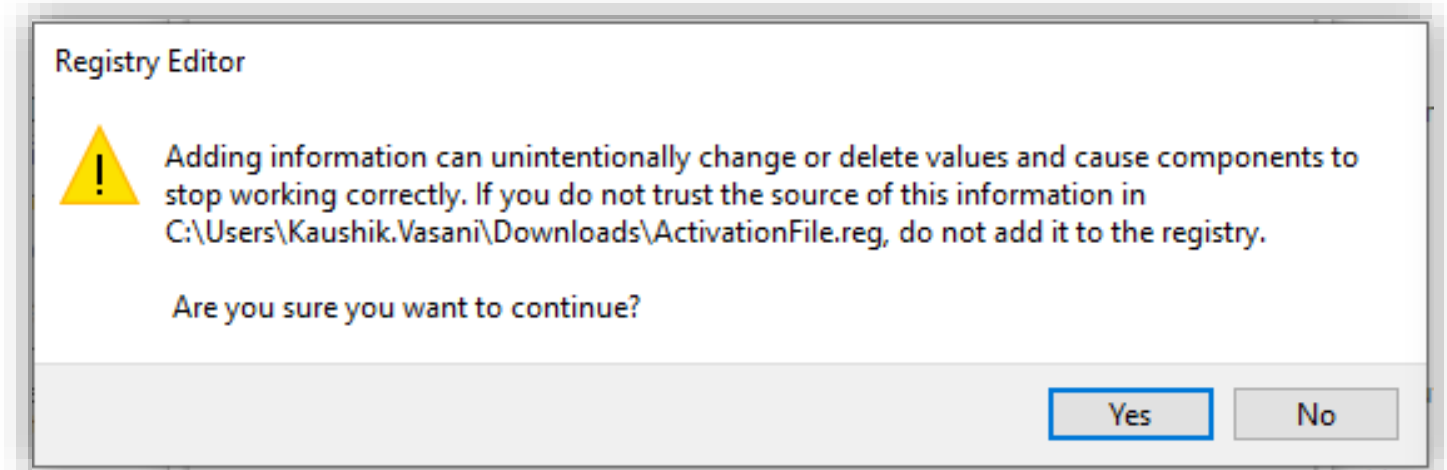 Registry Editor
Adding information can unintentionally change or delete values and cause components to
stop working correctly. If you do not trust the source of this information in
C:\Users\Kaushik.Vasani\Downloads\ActivationFile.reg, do not add it to the registry.
Are you sure you want to continue?
Yes No